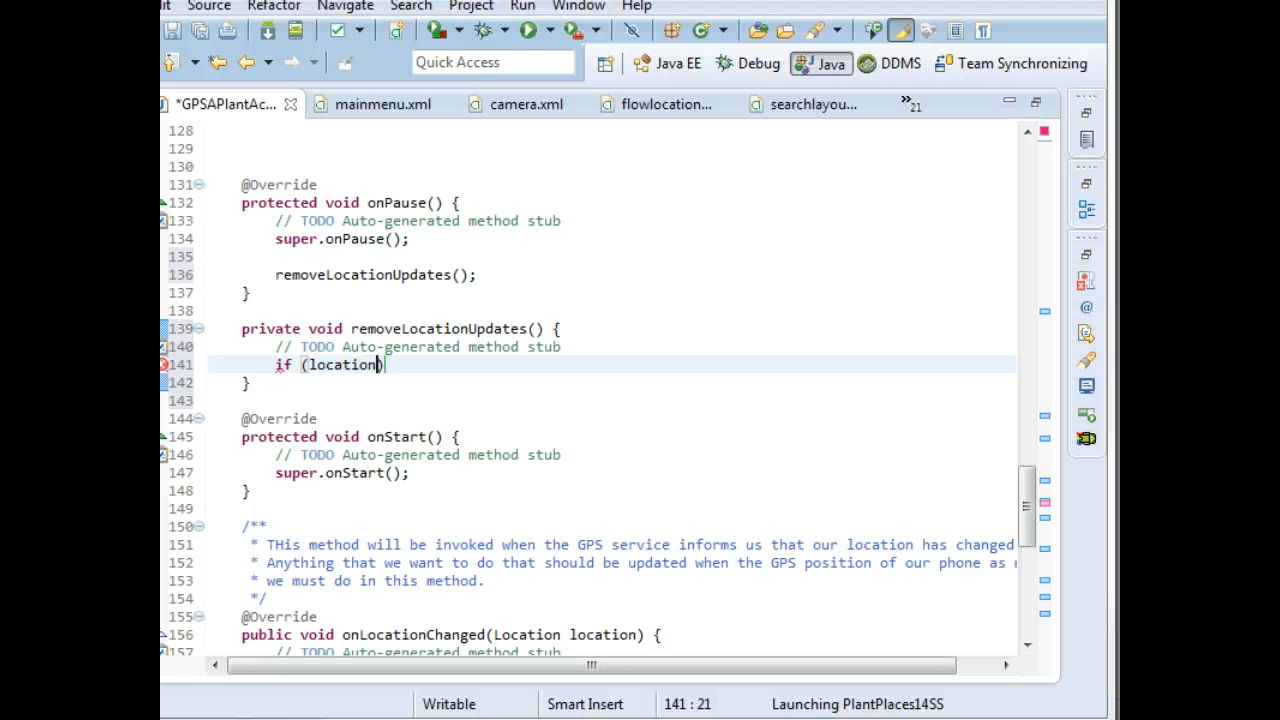 it Source Refactor Navigate Search Project Run Window Help
Quick Access Java EE Debug Java DDMS Team Synchronizing
*GPSAPlantAc... mainmenu.xml camera.xml flowlocation... searchlayou... »21
128
129
130
131 @Override
132 protected void onPause() {
133 // TODO Auto-generated method stub
134 super.onPause();
135
136 removeLocationUpdates();
137 }
138
139 private void removeLocationUpdates() {
140 // TODO Auto-generated method stub
141 if (location)
142 }
143
144 @Override
145 protected void onStart() {
146 // TODO Auto-generated method stub
147 super.onStart();
148 }
149
150 /**
151 * THis method will be invoked when the GPS service informs us that our location has changed
152 * Anything that we want to do that should be updated when the GPS position of our phone as
153 * we must do in this method.
154 */
155 @Override
156 public void onLocationChanged(Location location) {
157 // TODO Auto-generated method stub
Writable Smart Insert 141 : 21 Launching PlantPlaces14SS